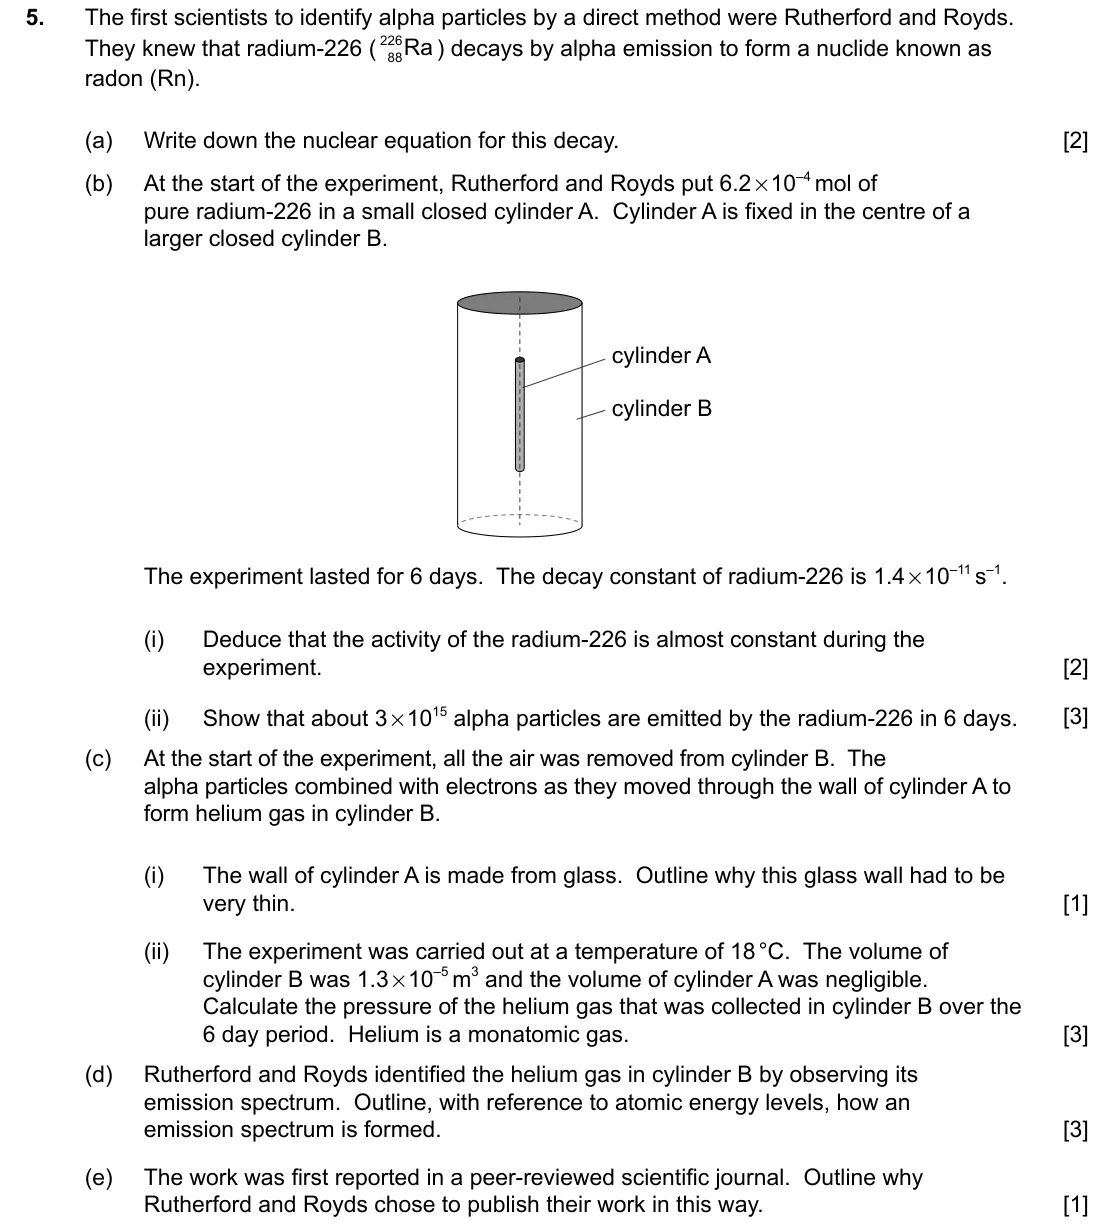 5. The first scientists to identify alpha particles by a direct method were Rutherford and Royds.
They knew that radium-226 (²²⁶₈₈Ra) decays by alpha emission to form a nuclide known as
radon (Rn).
(a) Write down the nuclear equation for this decay. [2]
(b) At the start of the experiment, Rutherford and Royds put 6.2×10⁻⁴ mol of
pure radium-226 in a small closed cylinder A. Cylinder A is fixed in the centre of a
larger closed cylinder B.
cylinder A
cylinder B
The experiment lasted for 6 days. The decay constant of radium-226 is 1.4×10⁻¹¹ s⁻¹.
(i) Deduce that the activity of the radium-226 is almost constant during the
experiment. [2]
(ii) Show that about 3×10¹⁵ alpha particles are emitted by the radium-226 in 6 days. [3]
(c) At the start of the experiment, all the air was removed from cylinder B. The
alpha particles combined with electrons as they moved through the wall of cylinder A to
form helium gas in cylinder B.
(i) The wall of cylinder A is made from glass. Outline why this glass wall had to be
very thin. [1]
(ii) The experiment was carried out at a temperature of 18 °C. The volume of
cylinder B was 1.3×10⁻⁵ m³ and the volume of cylinder A was negligible.
Calculate the pressure of the helium gas that was collected in cylinder B over the
6 day period. Helium is a monatomic gas. [3]
(d) Rutherford and Royds identified the helium gas in cylinder B by observing its
emission spectrum. Outline, with reference to atomic energy levels, how an
emission spectrum is formed. [3]
(e) The work was first reported in a peer-reviewed scientific journal. Outline why
Rutherford and Royds chose to publish their work in this way. [1]